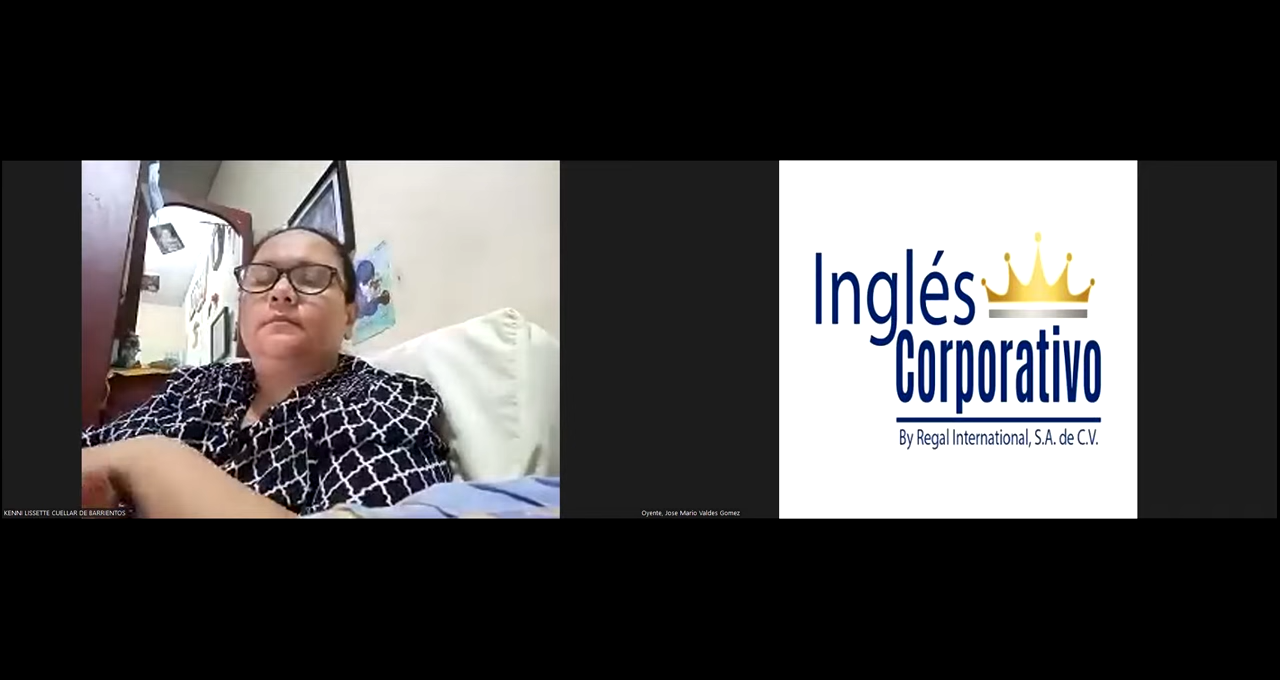 Inglés
Corporativo
By Regal International, S.A. de C.V.
KENNI LISSETTE CUELLAR DE BARRIENTOS
Oyente, Jose Mario Valdes Gomez